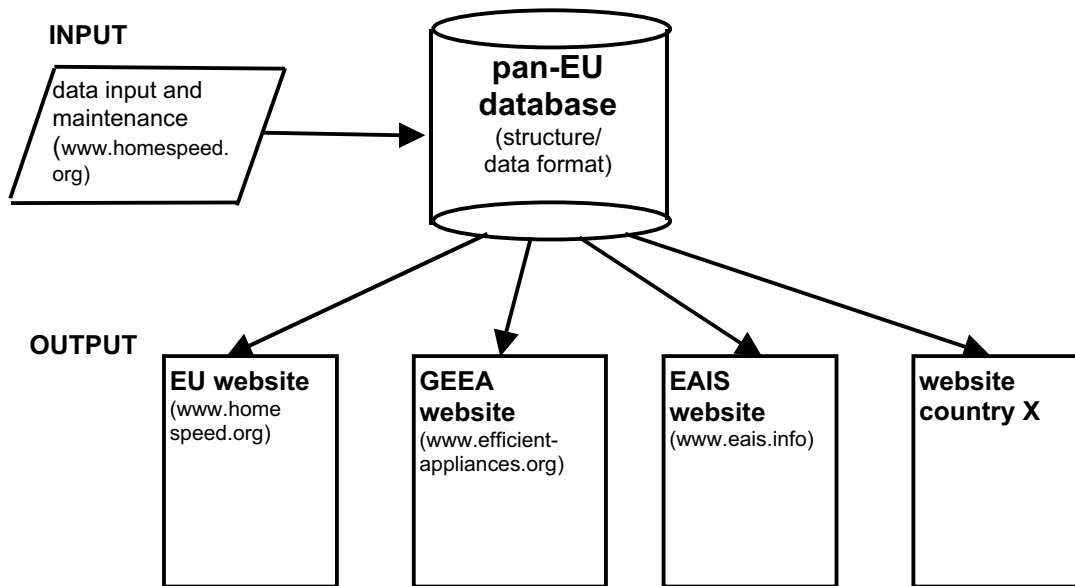 INPUT
data input and
maintenance
(www.homespeed.
org)
pan-EU
database
(structure/
data format)
OUTPUT
EU website
(www.home
speed.org)
GEEA
website
(www.efficient-
appliances.org)
EAIS
website
(www.eais.info)
website
country X